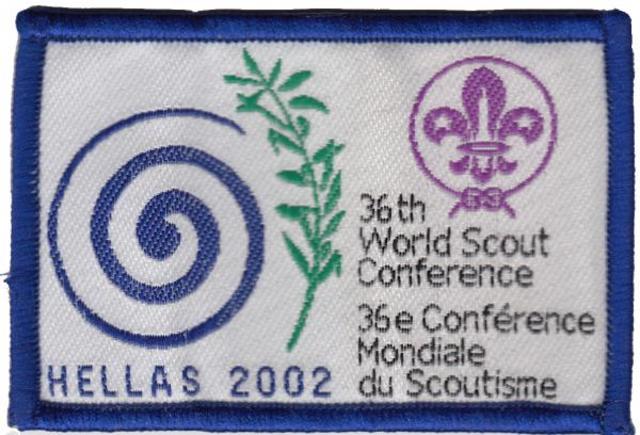 36th
World Scout
Conference
36e Conférence
Mondiale
du Scoutisme
HELLAS 2002